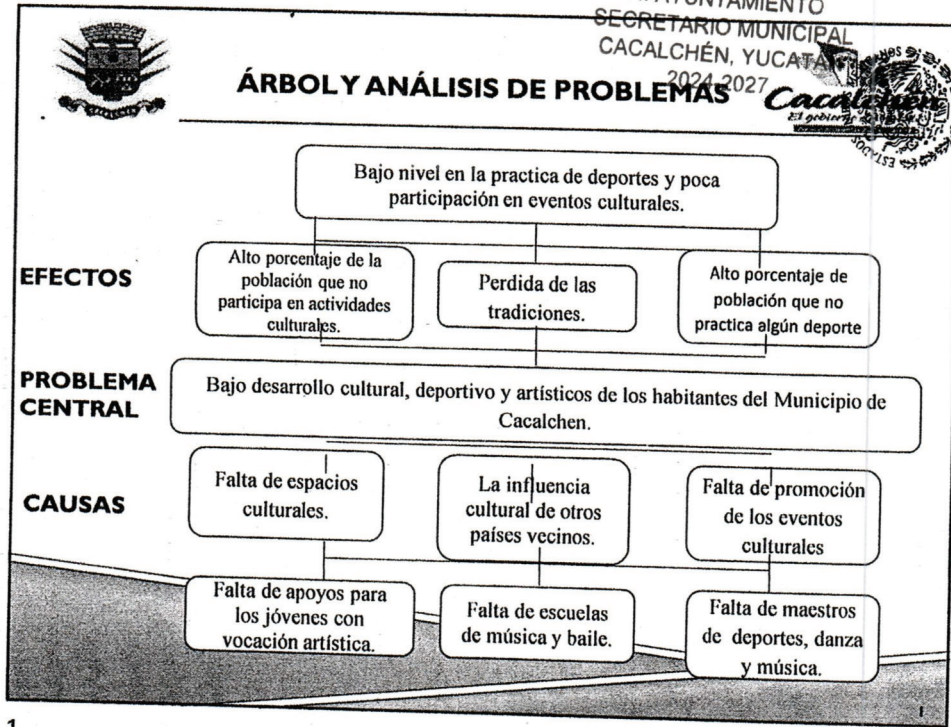 AYUNTAMIENTO
SECRETARIO MUNICIPAL
CACALCHÉN, YUCATÁN
2024-2027
Cacalchén
El gobierno
ESTADOS
ÁRBOL Y ANÁLISIS DE PROBLEMAS
Bajo nivel en la practica de deportes y poca
participación en eventos culturales.
EFECTOS
Alto porcentaje de la
población que no
participa en actividades
culturales.
Perdida de las
tradiciones.
Alto porcentaje de
población que no
practica algún deporte
PROBLEMA
CENTRAL
Bajo desarrollo cultural, deportivo y artísticos de los habitantes del Municipio de
Cacalchen.
CAUSAS
Falta de espacios
culturales.
La influencia
cultural de otros
países vecinos.
Falta de promoción
de los eventos
culturales
Falta de apoyos para
los jóvenes con
vocación artística.
Falta de escuelas
de música y baile.
Falta de maestros
de deportes, danza
y música.
1
1